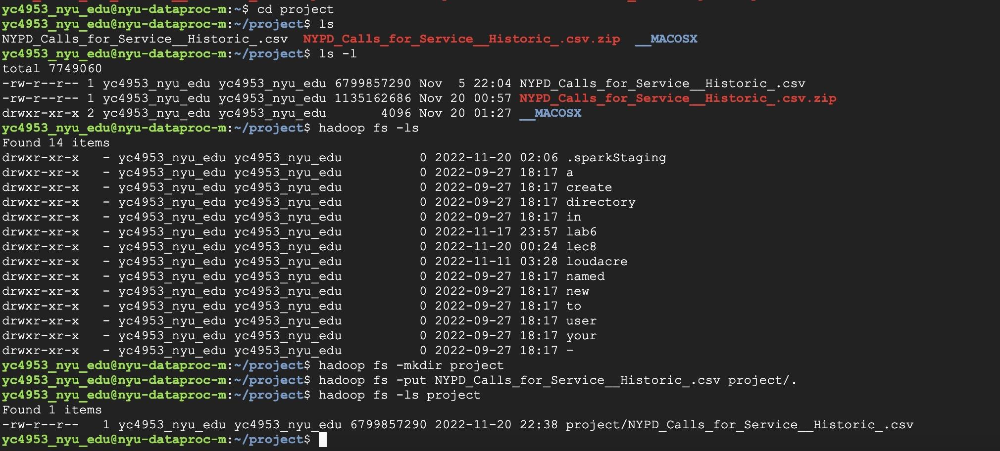 yc4953_nyu_edu@nyu-dataproc-m:~$ cd project
yc4953_nyu_edu@nyu-dataproc-m:~/project$ ls
NYPD_Calls_for_Service__Historic_.csv  NYPD_Calls_for_Service__Historic_.csv.zip  __MACOSX
yc4953_nyu_edu@nyu-dataproc-m:~/project$ ls -l
total 7749060
-rw-r--r-- 1 yc4953_nyu_edu yc4953_nyu_edu 6799857290 Nov  5 22:04 NYPD_Calls_for_Service__Historic_.csv
-rw-r--r-- 1 yc4953_nyu_edu yc4953_nyu_edu 1135162686 Nov 20 00:57 NYPD_Calls_for_Service__Historic_.csv.zip
drwxr-xr-x 2 yc4953_nyu_edu yc4953_nyu_edu       4096 Nov 20 01:27 __MACOSX
yc4953_nyu_edu@nyu-dataproc-m:~/project$ hadoop fs -ls
Found 14 items
drwxr-xr-x   - yc4953_nyu_edu yc4953_nyu_edu          0 2022-11-20 02:06 .sparkStaging
drwxr-xr-x   - yc4953_nyu_edu yc4953_nyu_edu          0 2022-09-27 18:17 a
drwxr-xr-x   - yc4953_nyu_edu yc4953_nyu_edu          0 2022-09-27 18:17 create
drwxr-xr-x   - yc4953_nyu_edu yc4953_nyu_edu          0 2022-09-27 18:17 directory
drwxr-xr-x   - yc4953_nyu_edu yc4953_nyu_edu          0 2022-09-27 18:17 in
drwxr-xr-x   - yc4953_nyu_edu yc4953_nyu_edu          0 2022-11-17 23:57 lab6
drwxr-xr-x   - yc4953_nyu_edu yc4953_nyu_edu          0 2022-11-20 00:24 lec8
drwxr-xr-x   - yc4953_nyu_edu yc4953_nyu_edu          0 2022-11-11 03:28 loudacre
drwxr-xr-x   - yc4953_nyu_edu yc4953_nyu_edu          0 2022-09-27 18:17 named
drwxr-xr-x   - yc4953_nyu_edu yc4953_nyu_edu          0 2022-09-27 18:17 new
drwxr-xr-x   - yc4953_nyu_edu yc4953_nyu_edu          0 2022-09-27 18:17 to
drwxr-xr-x   - yc4953_nyu_edu yc4953_nyu_edu          0 2022-09-27 18:17 user
drwxr-xr-x   - yc4953_nyu_edu yc4953_nyu_edu          0 2022-09-27 18:17 your
drwxr-xr-x   - yc4953_nyu_edu yc4953_nyu_edu          0 2022-09-27 18:17 –
yc4953_nyu_edu@nyu-dataproc-m:~/project$ hadoop fs -mkdir project
yc4953_nyu_edu@nyu-dataproc-m:~/project$ hadoop fs -put NYPD_Calls_for_Service__Historic_.csv project/.
yc4953_nyu_edu@nyu-dataproc-m:~/project$ hadoop fs -ls project
Found 1 items
-rw-r--r--   1 yc4953_nyu_edu yc4953_nyu_edu 6799857290 2022-11-20 22:38 project/NYPD_Calls_for_Service__Historic_.csv
yc4953_nyu_edu@nyu-dataproc-m:~/project$